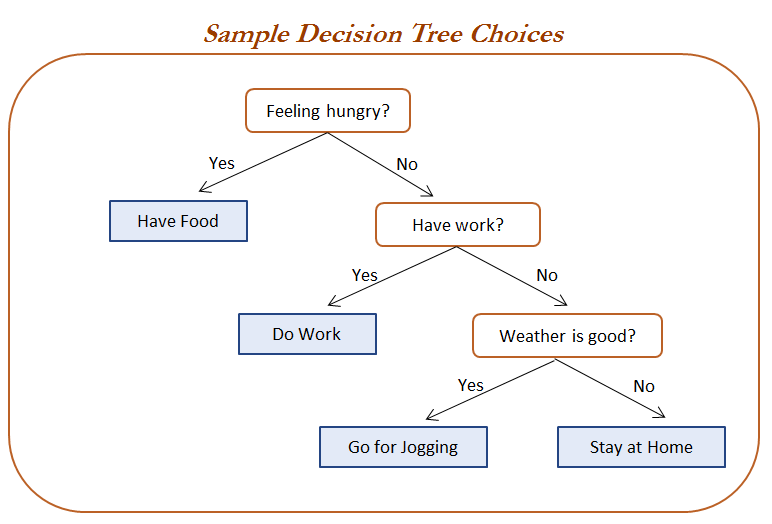 Sample Decision Tree Choices
Feeling hungry?
Yes
No
Have Food
Have work?
Yes
No
Do Work
Weather is good?
Yes
No
Go for Jogging
Stay at Home